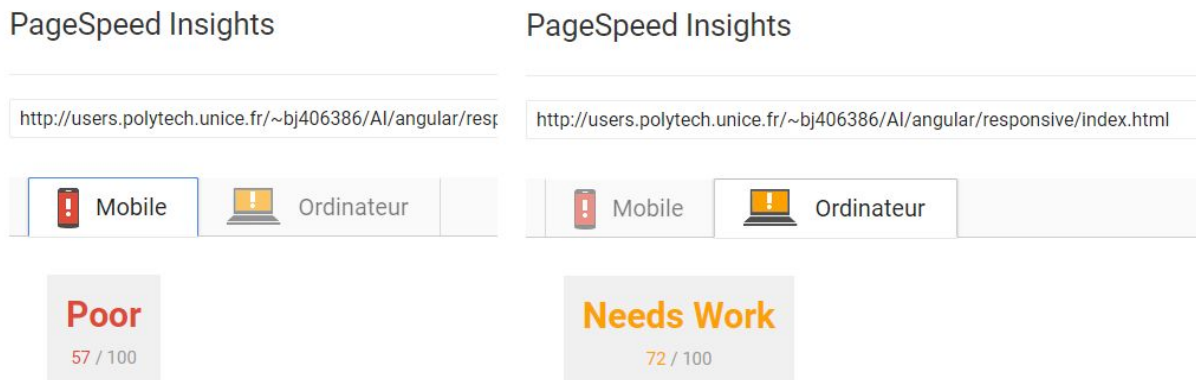 PageSpeed Insights
http://users.polytech.unice.fr/~bj406386/AI/angular/resp
Mobile
Ordinateur
Poor
57 / 100
PageSpeed Insights
http://users.polytech.unice.fr/~bj406386/AI/angular/responsive/index.html
Mobile
Ordinateur
Needs Work
72 / 100